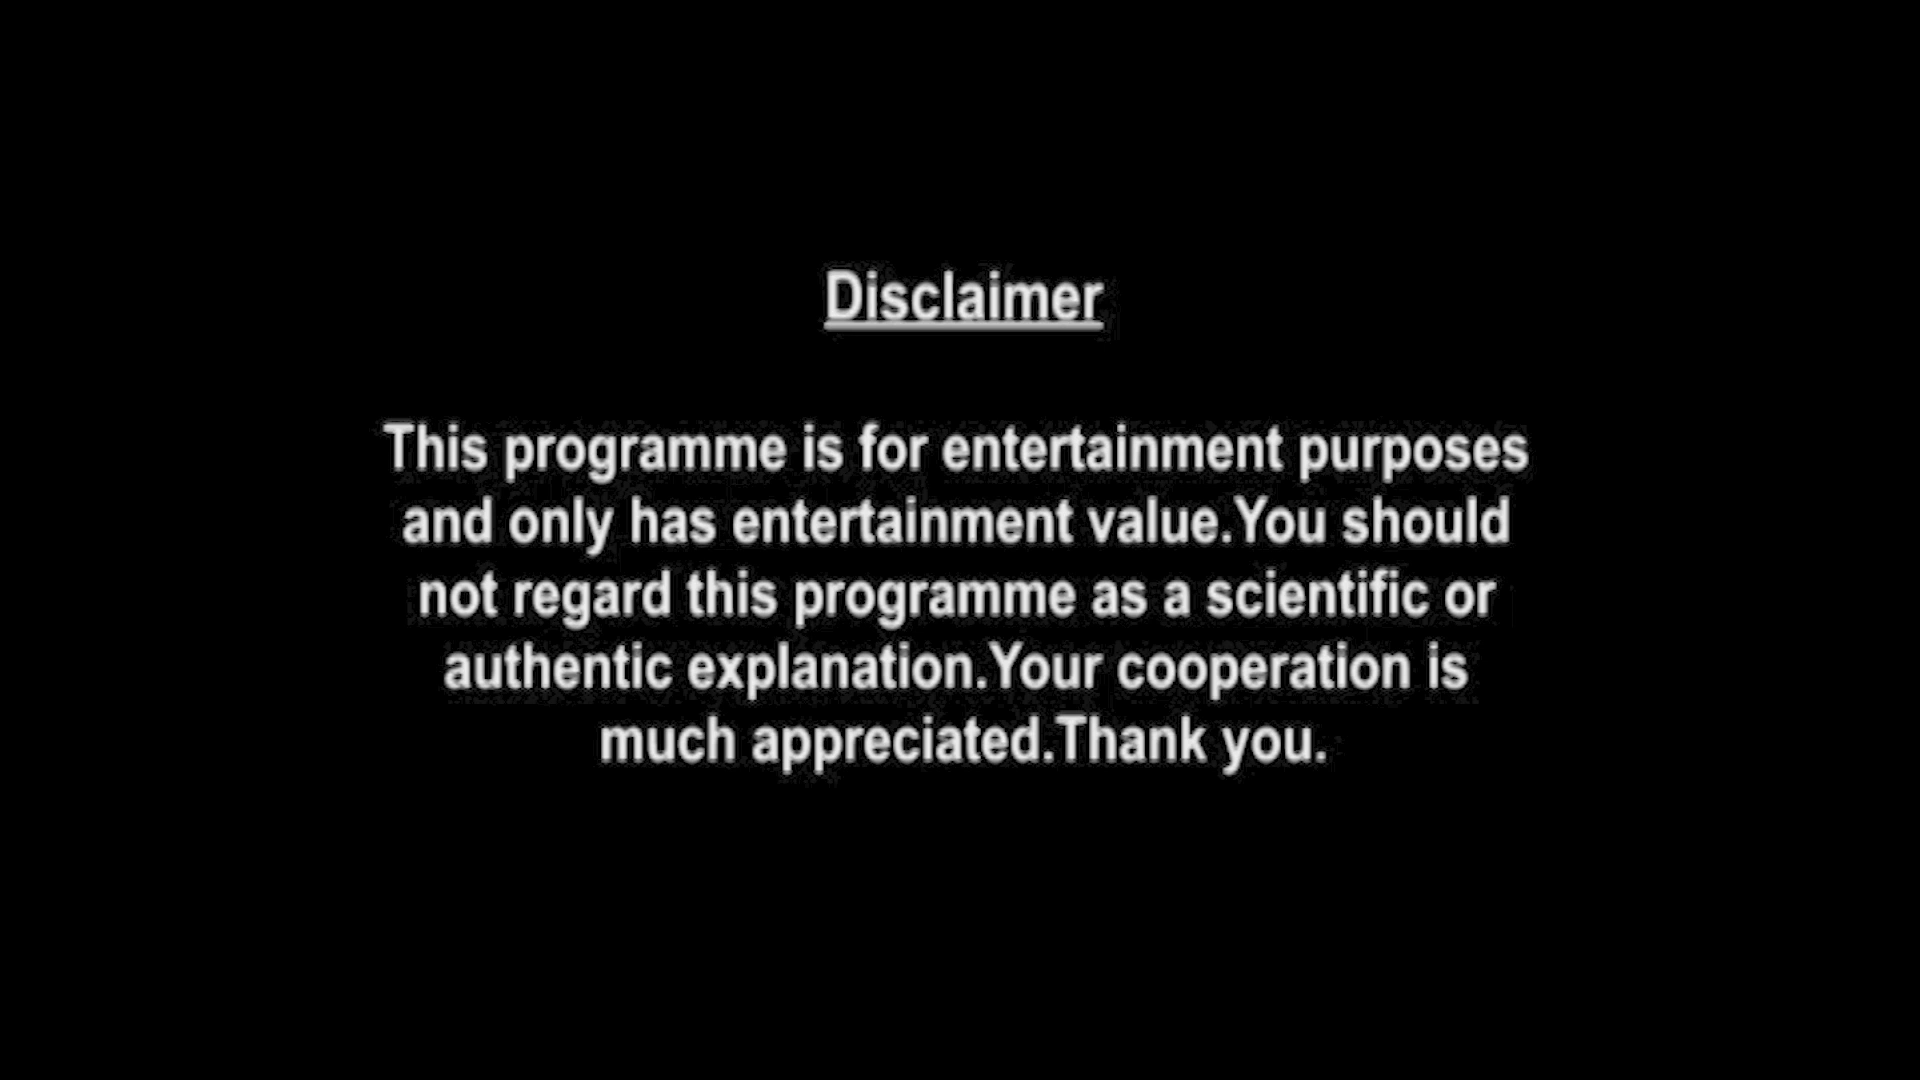 Disclaimer
This programme is for entertainment purposes
and only has entertainment value.You should
not regard this programme as a scientific or
authentic explanation.Your cooperation is
much appreciated.Thank you.